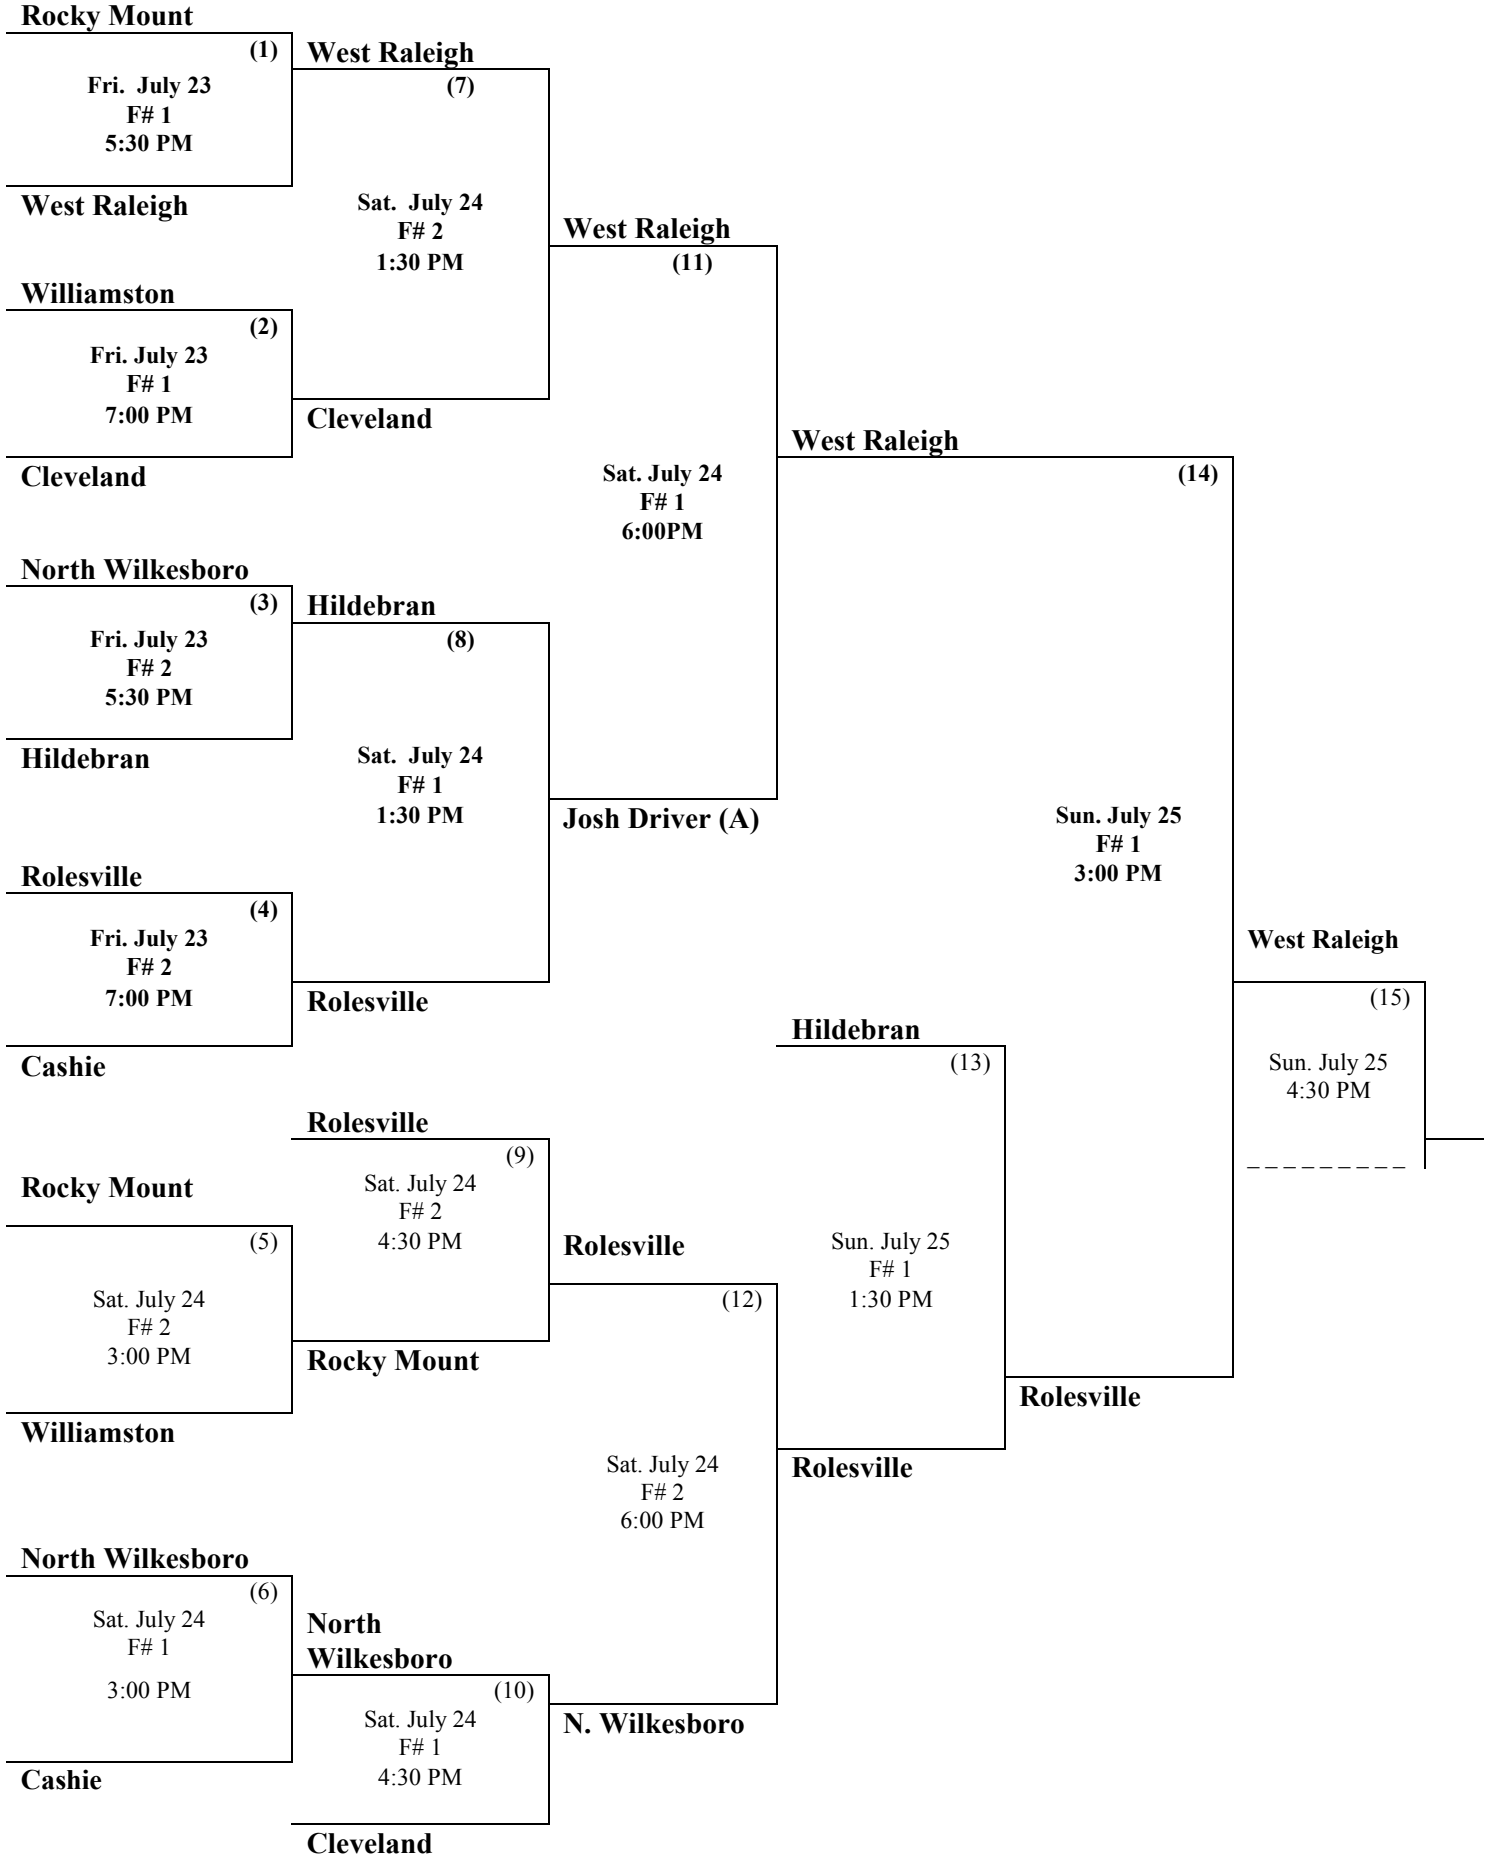 Rocky Mount
(1)
Fri. July 23
F# 1
5:30 PM
West Raleigh
Williamston
(2)
Fri. July 23
F# 1
7:00 PM
Cleveland
North Wilkesboro
(3)
Fri. July 23
F# 2
5:30 PM
Hildebran
Rolesville
(4)
Fri. July 23
F# 2
7:00 PM
Cashie
Rocky Mount
(5)
Sat. July 24
F# 2
3:00 PM
Williamston
North Wilkesboro
(6)
Sat. July 24
F# 1
3:00 PM
Cashie
West Raleigh
(7)
Sat. July 24
F# 2
1:30 PM
Cleveland
Hildebran
(8)
Sat. July 24
F# 1
1:30 PM
Rolesville
Rolesville
(9)
Sat. July 24
F# 2
4:30 PM
Rocky Mount
North
Wilkesboro
(10)
Sat. July 24
F# 1
4:30 PM
Cleveland
West Raleigh
(11)
Sat. July 24
F# 1
6:00PM
Josh Driver (A)
Rolesville
(12)
Sat. July 24
F# 2
6:00 PM
N. Wilkesboro
West Raleigh
(14)
Sun. July 25
F# 1
3:00 PM
Hildebran
(13)
Sun. July 25
F# 1
1:30 PM
Rolesville
Rolesville
West Raleigh
(15)
Sun. July 25
4:30 PM
_ _ _ _ _ _ _ _ _